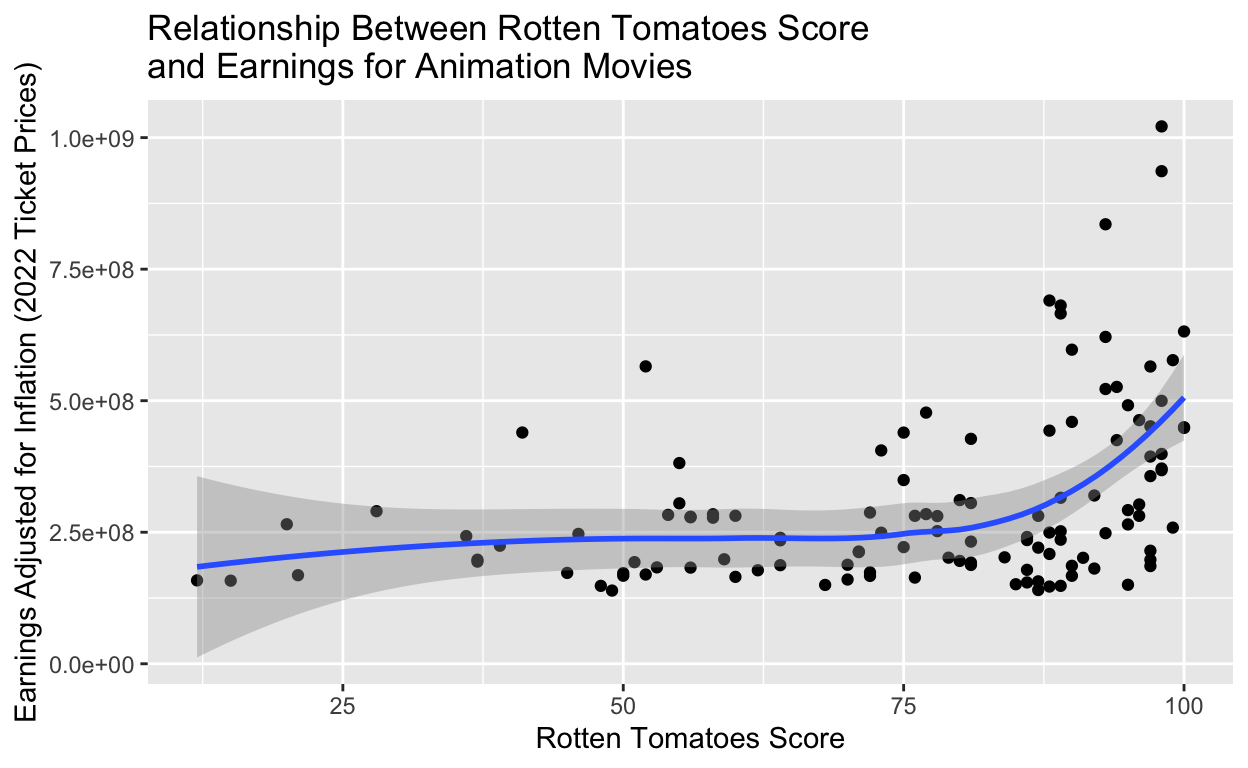 Relationship Between Rotten Tomatoes Score
and Earnings for Animation Movies
Earnings Adjusted for Inflation (2022 Ticket Prices)
1.0e+09
7.5e+08
5.0e+08
2.5e+08
0.0e+00
25 50 75 100
Rotten Tomatoes Score